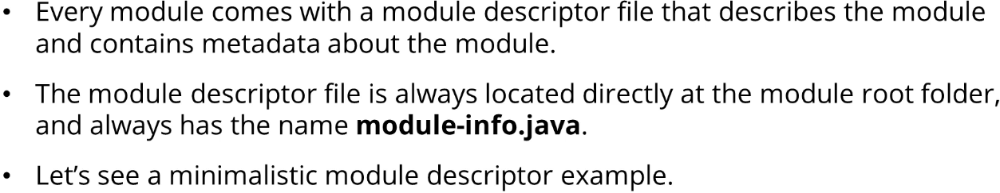 • Every module comes with a module descriptor file that describes the module
and contains metadata about the module.
• The module descriptor file is always located directly at the module root folder,
and always has the name module-info.java.
• Let’s see a minimalistic module descriptor example.